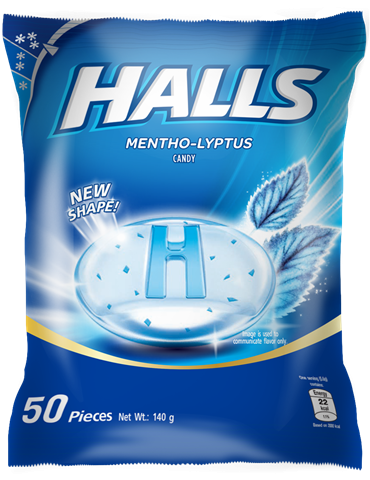 HALLS
MENTHO-LYPTUS
CANDY
NEW
SHAPE!
H
Image is used to
communicate flavor only
50 Pieces Net Wt.: 140 g
Energy
22
kcal